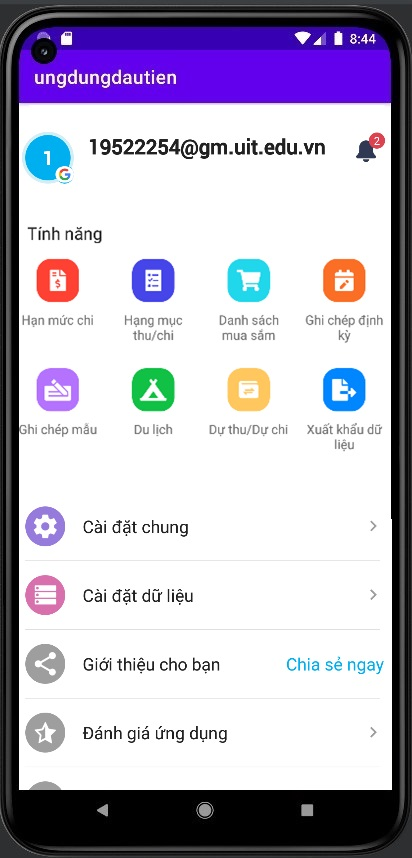 8:44
ungdungdautien
1
19522254@gm.uit.edu.vn
2
Tính năng
Hạn mức chi
Hạng mục
thu/chi
Danh sách
mua sắm
Ghi chép định
kỳ
Ghi chép mẫu
Du lịch
Dự thu/Dự chi
Xuất khẩu dữ
liệu
Cài đặt chung
Cài đặt dữ liệu
Giới thiệu cho bạn
Chia sẻ ngay
Đánh giá ứng dụng